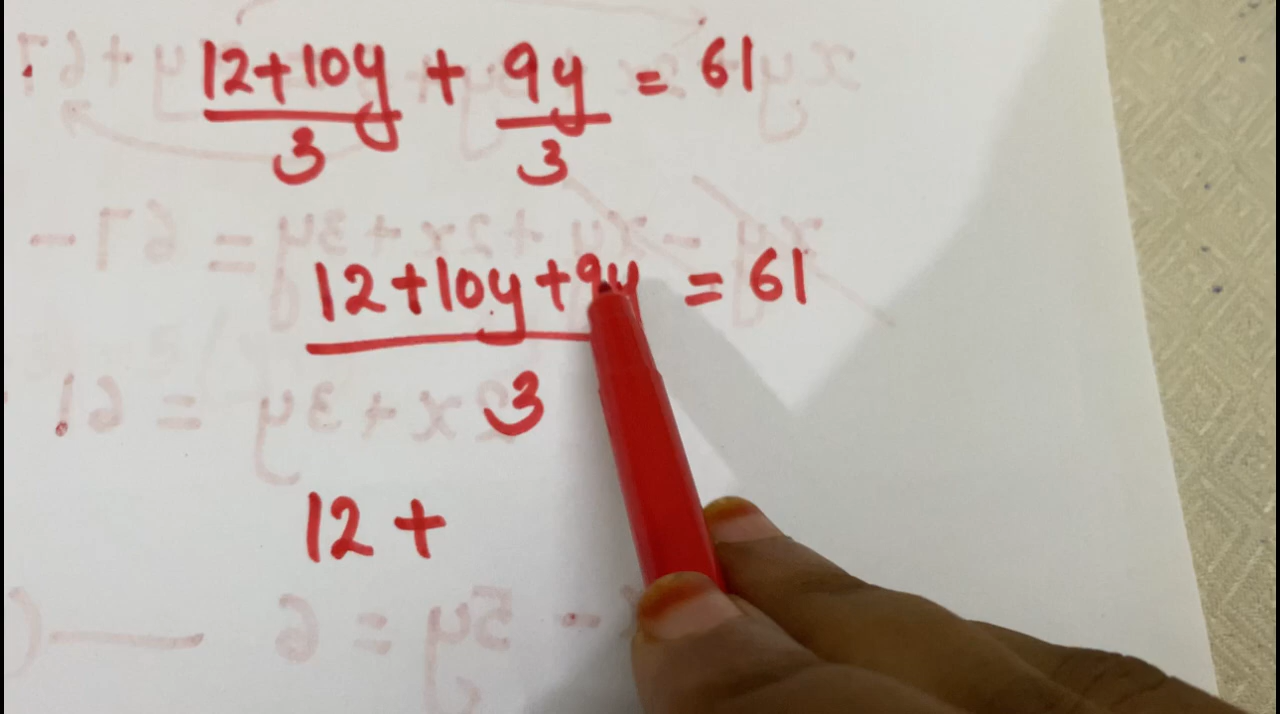 12+10y/3 + 9y/3 = 61
12+10y+9y/3 = 61
12 +